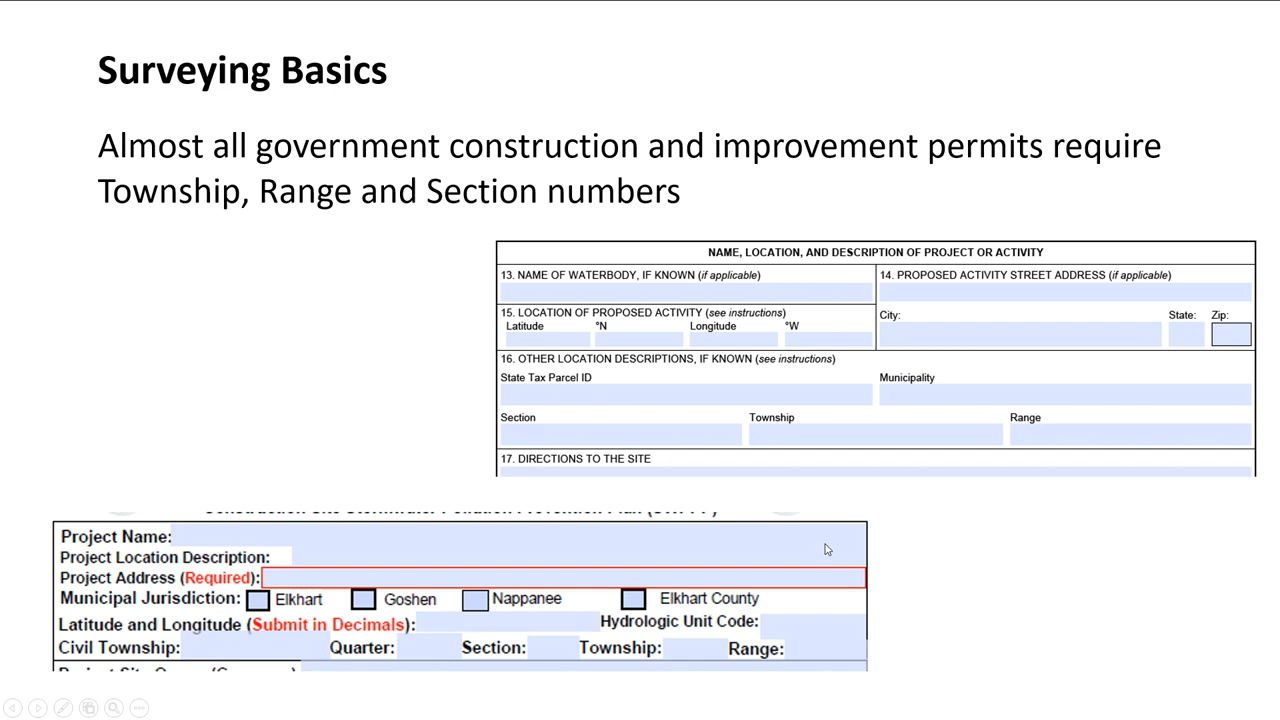 Surveying Basics
Almost all government construction and improvement permits require
Township, Range and Section numbers
NAME, LOCATION, AND DESCRIPTION OF PROJECT OR ACTIVITY
13. NAME OF WATERBODY, IF KNOWN (if applicable)
14. PROPOSED ACTIVITY STREET ADDRESS (if applicable)
15. LOCATION OF PROPOSED ACTIVITY (see instructions)
Latitude °N Longitude °W
City: State: Zip:
16. OTHER LOCATION DESCRIPTIONS, IF KNOWN (see instructions)
State Tax Parcel ID Municipality
Section Township Range
17. DIRECTIONS TO THE SITE
Project Name:
Project Location Description:
Project Address (Required):
Municipal Jurisdiction: Elkhart Goshen Nappanee Elkhart County
Latitude and Longitude (Submit in Decimals): Hydrologic Unit Code:
Civil Township: Quarter: Section: Township: Range: